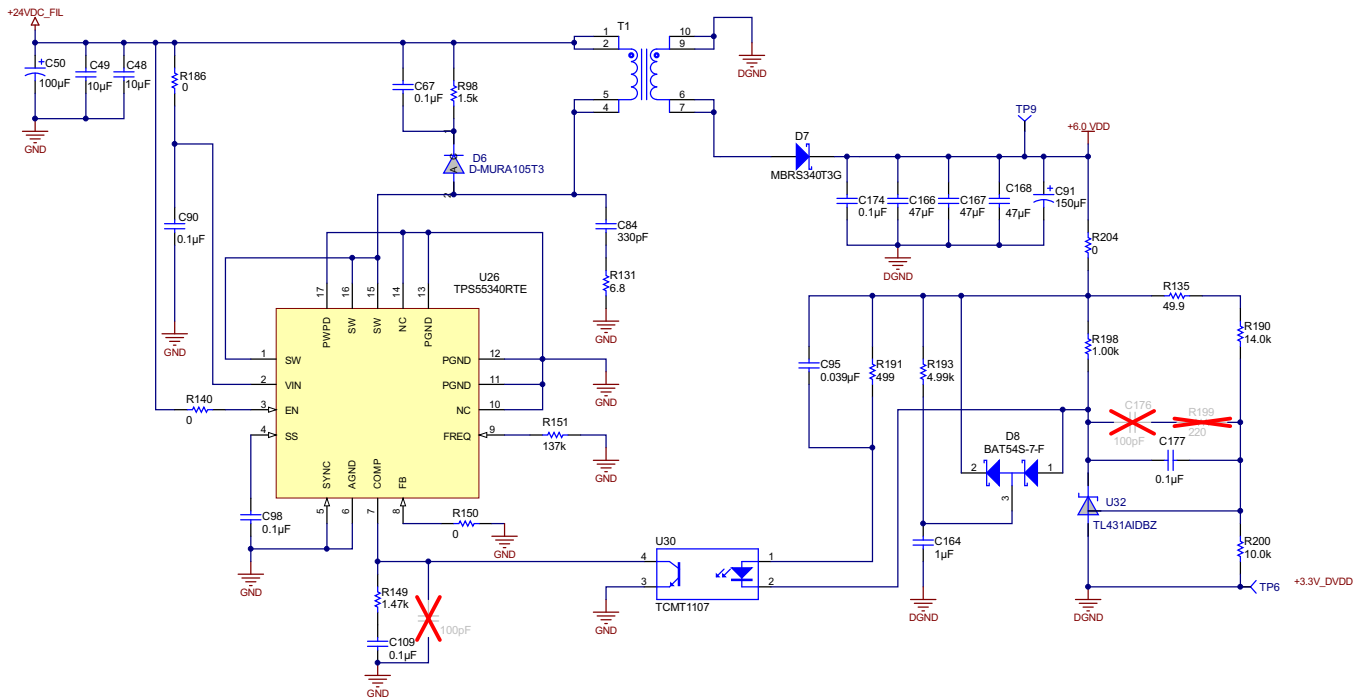 +24VDC_FIL
+
C50
100µF
C49
10µF
C48
10µF
GND
R186
0
C90
0.1µF
GND
C67
0.1µF
R98
1.5k
1
A
2
D6
D-MURA105T3
T1
1
2
5
4
10
9
6
7
DGND
C84
330pF
R131
6.8
GND
D7
MBRS340T3G
TP9
+6.0 VDD
C174
0.1µF
C166
47µF
C167
47µF
C168
47µF
+
C91
150µF
DGND
R204
0
U26
TPS55340RTE
17
16
15
14
13
PWPD
SW
SW
NC
PGND
1
SW
2
VIN
3
EN
4
SS
PGND
12
PGND
11
NC
10
FREQ
9
SYNC
AGND
COMP
FB
5
6
7
8
GND
R140
0
R151
137k
GND
R150
0
GND
C98
0.1µF
GND
R149
1.47k
C109
0.1µF
100pF
GND
U30
4
3
1
2
TCMT1107
GND
C95
0.039µF
R191
499
R193
4.99k
D8
BAT54S-7-F
2
1
3
C164
1µF
DGND
R135
49.9
R198
1.00k
R190
14.0k
C176
100pF
R199
220
C177
0.1µF
U32
TL431AIDBZ
R200
10.0k
DGND
TP6
+3.3V_DVDD